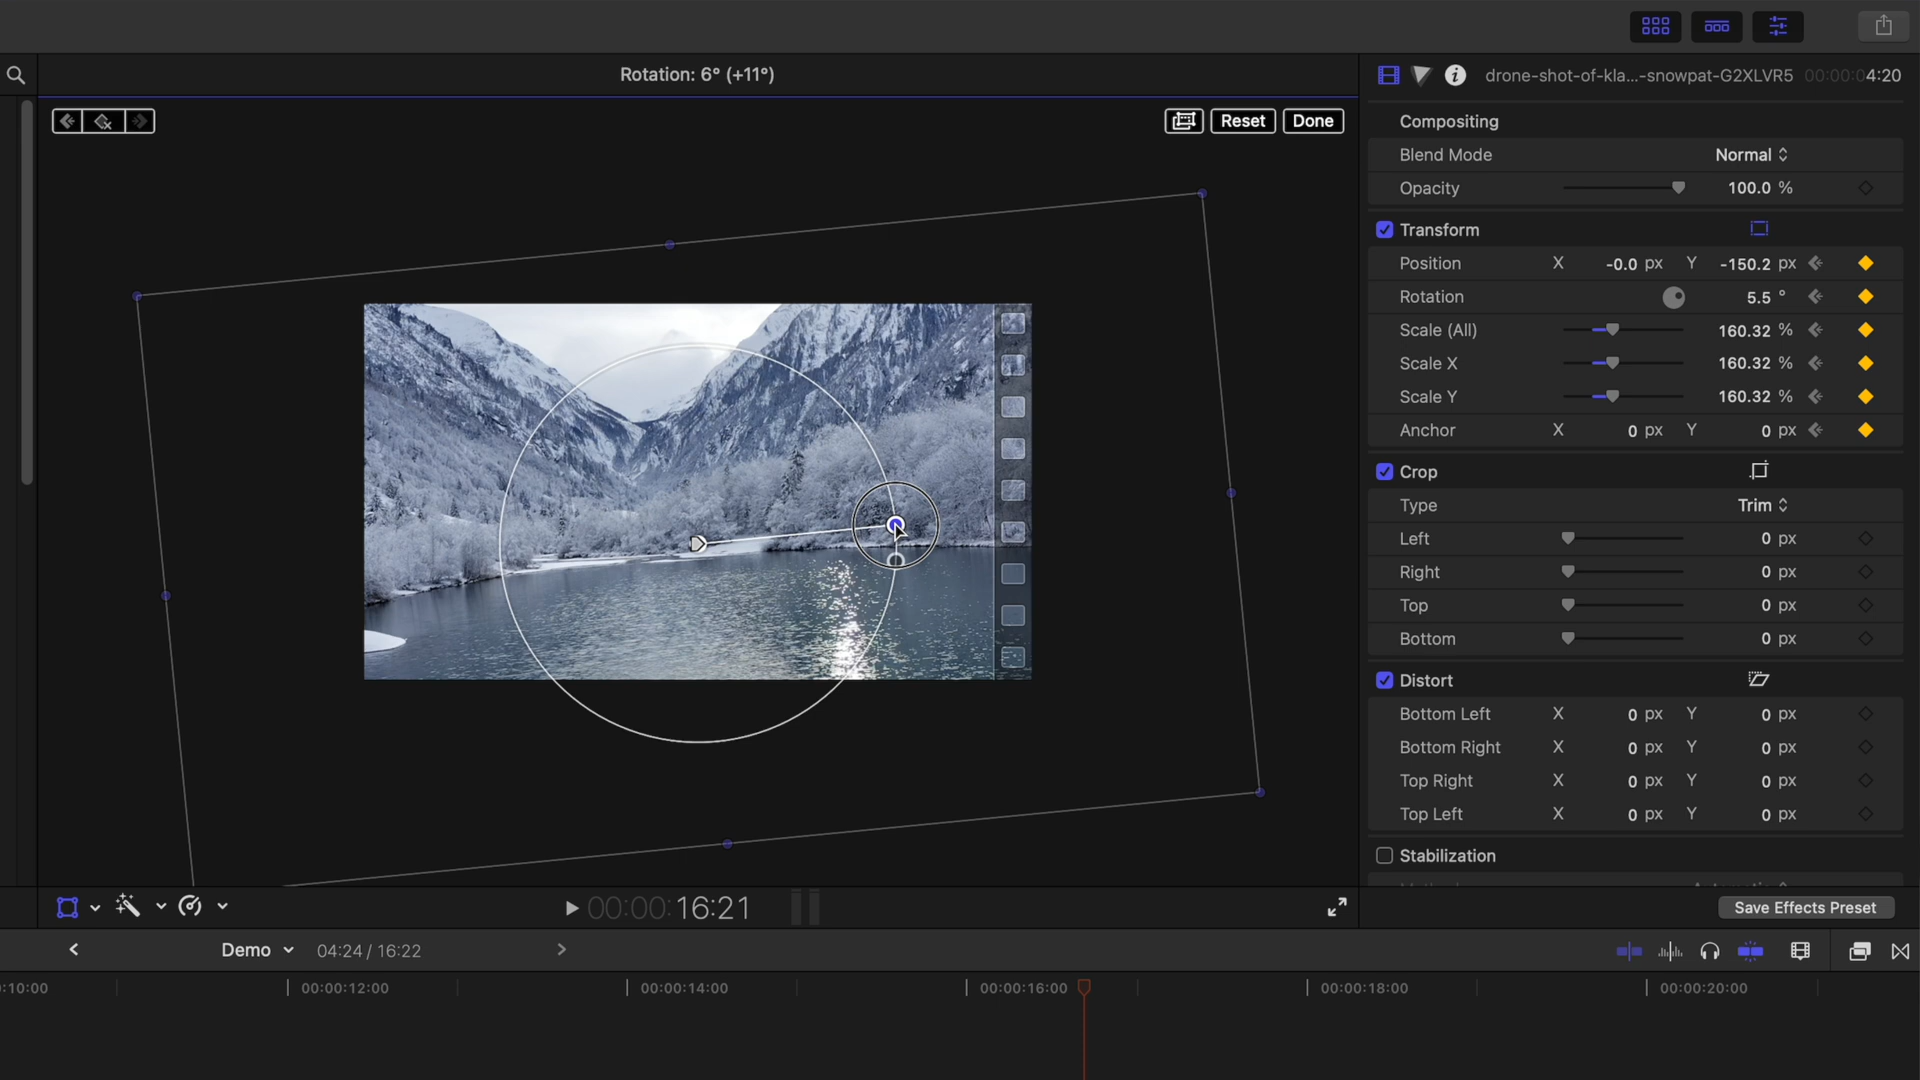 Rotation: 6° (+11°)
drone-shot-of-kla...-snowpat-G2XLVR5 00:00:04:20
Reset
Done
Compositing
Blend Mode Normal
Opacity 100.0 %
Transform
Position X -0.0 px Y -150.2 px
Rotation 5.5 °
Scale (All) 160.32 %
Scale X 160.32 %
Scale Y 160.32 %
Anchor X 0 px Y 0 px
Crop
Type Trim
Left 0 px
Right 0 px
Top 0 px
Bottom 0 px
Distort
Bottom Left X 0 px Y 0 px
Bottom Right X 0 px Y 0 px
Top Right X 0 px Y 0 px
Top Left X 0 px Y 0 px
Stabilization
00:00:16:21
Save Effects Preset
Demo 04:24 / 16:22
:10:00 00:00:12:00 00:00:14:00 00:00:16:00 00:00:18:00 00:00:20:00